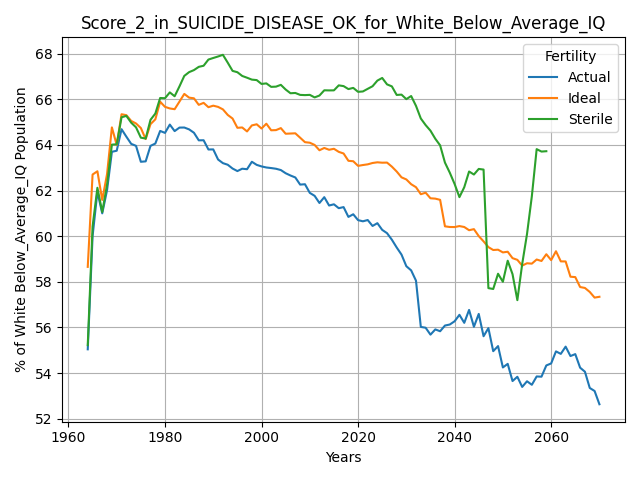 Score_2_in_SUICIDE_DISEASE_OK_for_White_Below_Average_IQ
% of White Below_Average_IQ Population
68
66
64
62
60
58
56
54
52
Fertility
Actual
Ideal
Sterile
1960 1980 2000 2020 2040 2060
Years